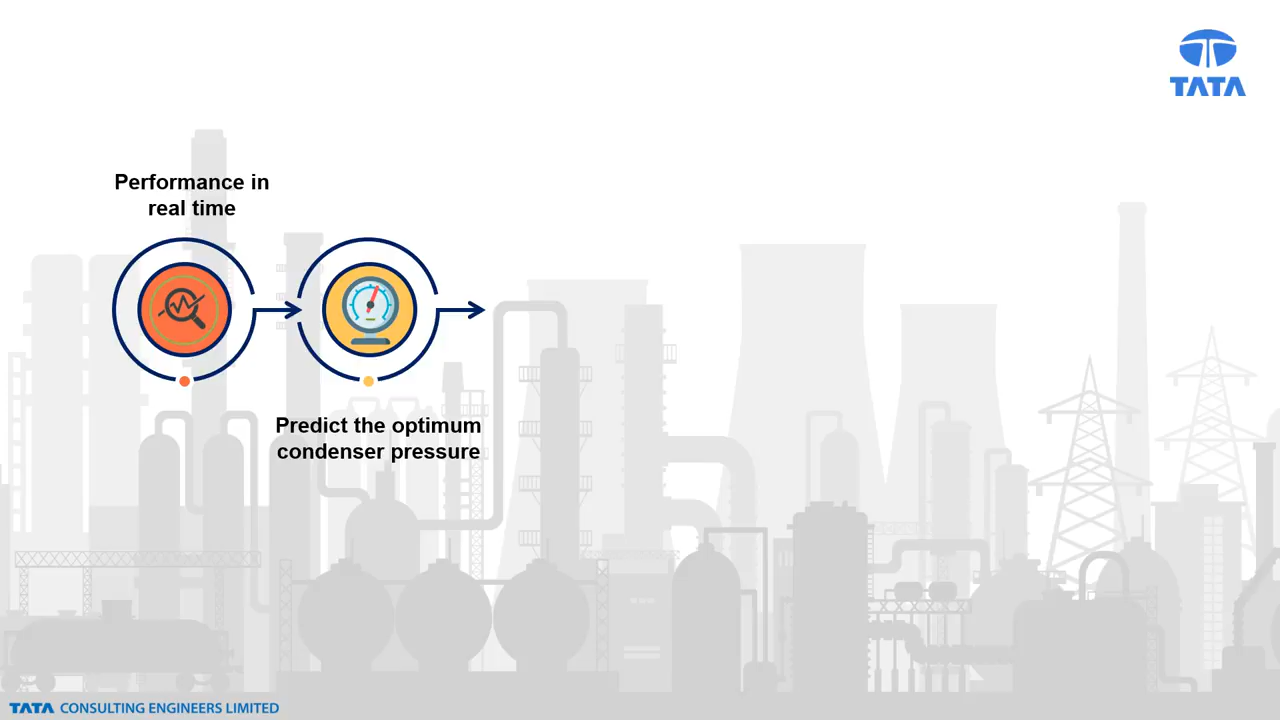 TATA
Performance in
real time
Predict the optimum
condenser pressure
TATA CONSULTING ENGINEERS LIMITED